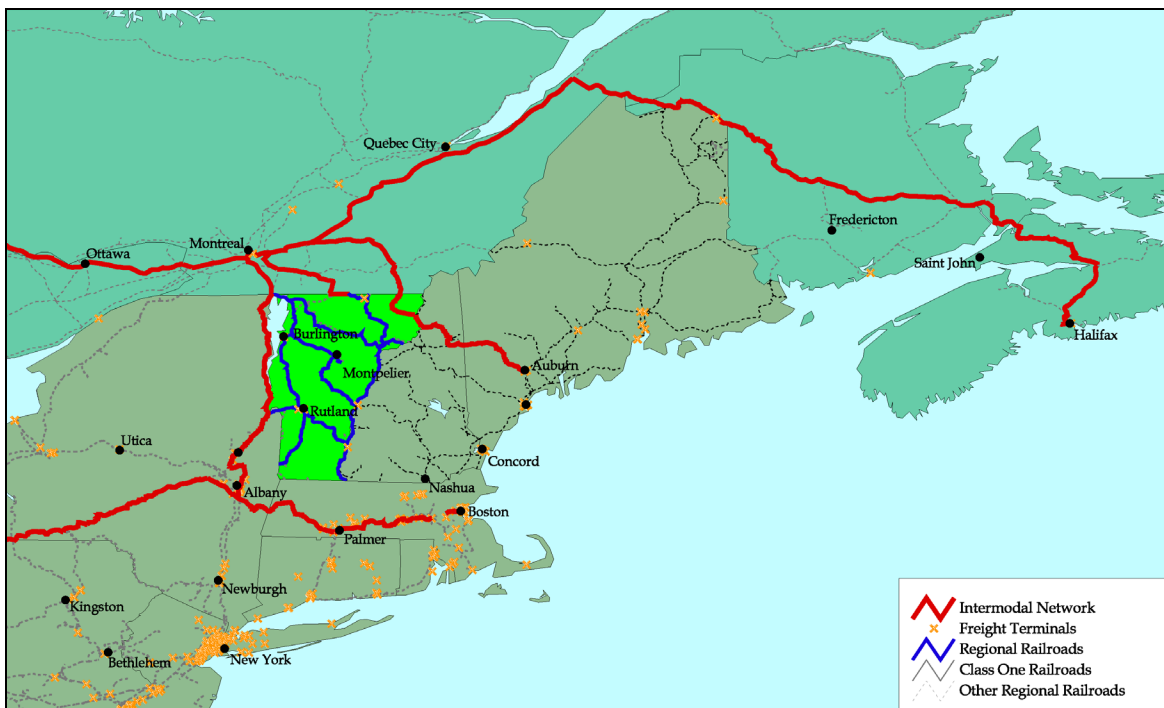 Quebec City
Montreal
Ottawa
Fredericton
Saint John
Halifax
Burlington
Montpelier
Auburn
Rutland
Utica
Concord
Albany
Nashua
Boston
Palmer
Newburgh
Kingston
New York
Bethlehem
Intermodal Network
Freight Terminals
Regional Railroads
Class One Railroads
Other Regional Railroads